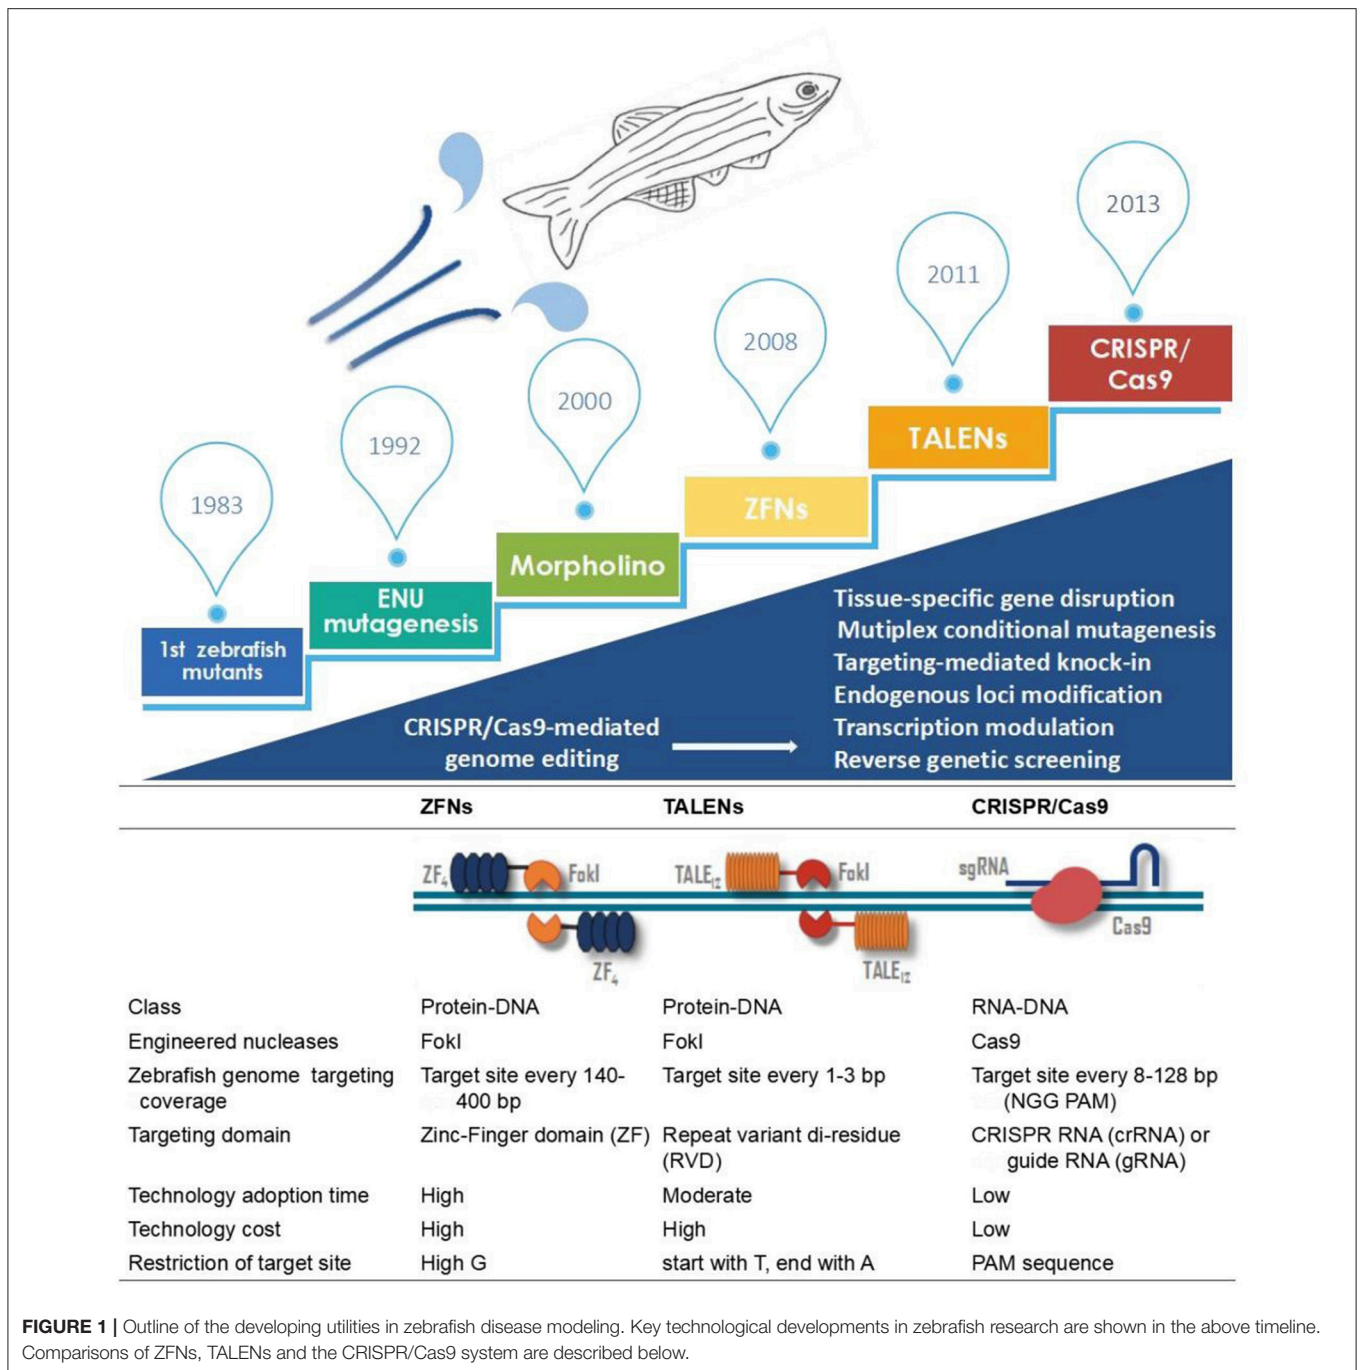 2013
2011
2008
CRISPR/
Cas9
2000
1992
TALENs
1983
ZFNs
Morpholino
ENU
mutagenesis
1st zebrafish
mutants
Tissue-specific gene disruption
Mutiplex conditional mutagenesis
Targeting-mediated knock-in
Endogenous loci modification
Transcription modulation
Reverse genetic screening
CRISPR/Cas9-mediated
genome editing
ZFNs TALENs CRISPR/Cas9
ZF4 FokI TALE12 FokI sgRNA
Cas9
ZF4 TALE12
Class Protein-DNA Protein-DNA RNA-DNA
Engineered nucleases FokI FokI Cas9
Zebrafish genome targeting Target site every 140- Target site every 1-3 bp Target site every 8-128 bp
coverage 400 bp (NGG PAM)
Targeting domain Zinc-Finger domain (ZF) Repeat variant di-residue CRISPR RNA (crRNA) or
(RVD) guide RNA (gRNA)
Technology adoption time High Moderate Low
Technology cost High High Low
Restriction of target site High G start with T, end with A PAM sequence
FIGURE 1 | Outline of the developing utilities in zebrafish disease modeling. Key technological developments in zebrafish research are shown in the above timeline.
Comparisons of ZFNs, TALENs and the CRISPR/Cas9 system are described below.